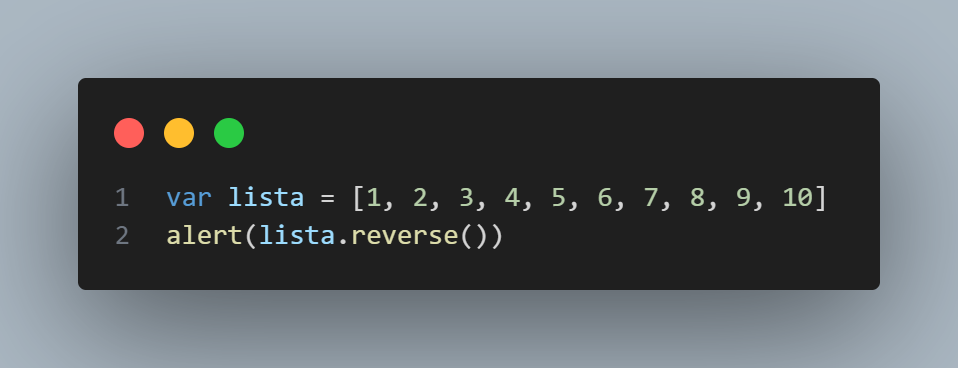 1 var lista = [1, 2, 3, 4, 5, 6, 7, 8, 9, 10]
2 alert(lista.reverse())